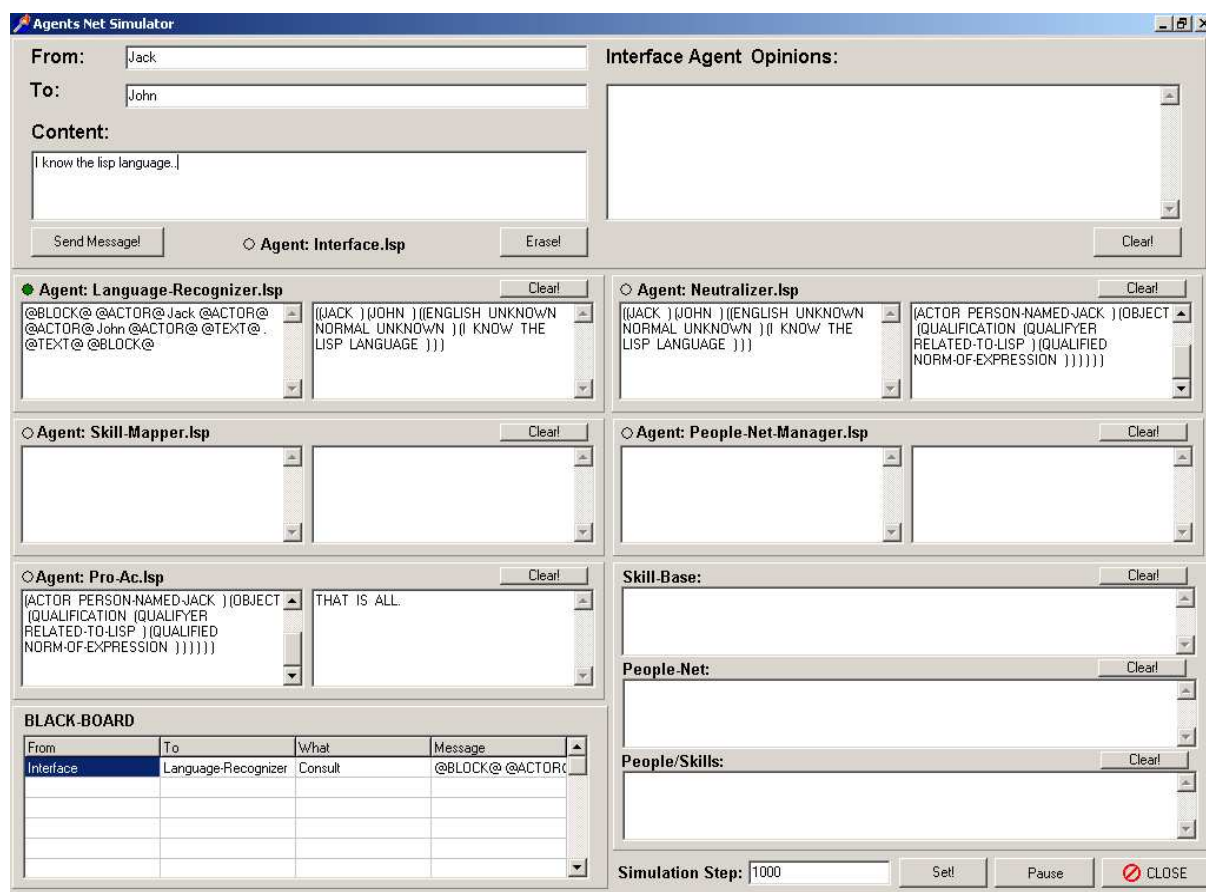 Agents Net Simulator
From:
Jack
To:
John
Content:
I know the lisp language..
Send Message!
Agent: Interface.lsp
Erase!
Interface Agent Opinions:
Clear!
Agent: Language-Recognizer.lsp
Clear!
@BLOCK@ @ACTOR@ Jack @ACTOR@
@ACTOR@ John @ACTOR@ @TEXT@ .
@TEXT@ @BLOCK@
((JACK ) (JOHN ) ((ENGLISH UNKNOWN
NORMAL UNKNOWN ) (I KNOW THE
LISP LANGUAGE ) ) )
Agent: Neutralizer.lsp
Clear!
((JACK ) (JOHN ) ((ENGLISH UNKNOWN
NORMAL UNKNOWN ) (I KNOW THE
LISP LANGUAGE ) ) )
(ACTOR PERSON-NAMED-JACK ) (OBJECT
(QUALIFICATION (QUALIFYER
RELATED-TO-LISP ) (QUALIFIED
NORM-OF-EXPRESSION ) ) ) ) ) )
Agent: Skill-Mapper.lsp
Clear!
Agent: People-Net-Manager.lsp
Clear!
Agent: Pro-Ac.lsp
Clear!
(ACTOR PERSON-NAMED-JACK ) (OBJECT
(QUALIFICATION (QUALIFYER
RELATED-TO-LISP ) (QUALIFIED
NORM-OF-EXPRESSION ) ) ) ) ) )
THAT IS ALL.
Skill-Base:
Clear!
People-Net:
Clear!
People/Skills:
Clear!
BLACK-BOARD
From To What Message
Interface Language-Recognizer Consult @BLOCK@ @ACTOR(
Simulation Step: 1000
Set!
Pause
CLOSE